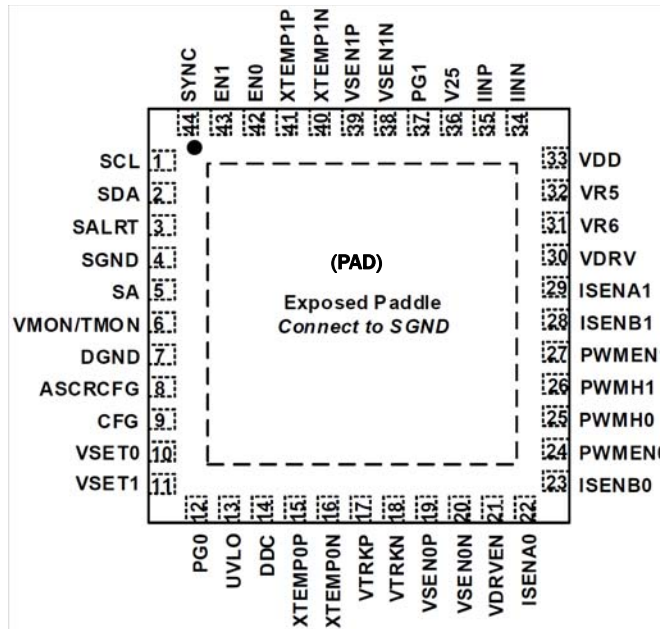 SYNC
EN1
EN0
XTEMP1P
XTEMP1N
VSEN1P
VSEN1N
PG1
V25
IINP
IINN
44
43
42
41
40
39
38
37
36
35
34
SCL 1
SDA 2
SALRT 3
SGND 4
SA 5
VMON/TMON 6
DGND 7
ASCRCFG 8
CFG 9
VSET0 10
VSET1 11
(PAD)
Exposed Paddle
Connect to SGND
33 VDD
32 VR5
31 VR6
30 VDRV
29 ISENA1
28 ISENB1
27 PWMEN
26 PWMH1
25 PWMH0
24 PWMEN0
23 ISENB0
12
13
14
15
16
17
18
19
20
21
22
PG0
UVLO
DDC
XTEMP0P
XTEMP0N
VTRKP
VTRKN
VSEN0P
VSEN0N
VDRVEN
ISENA0